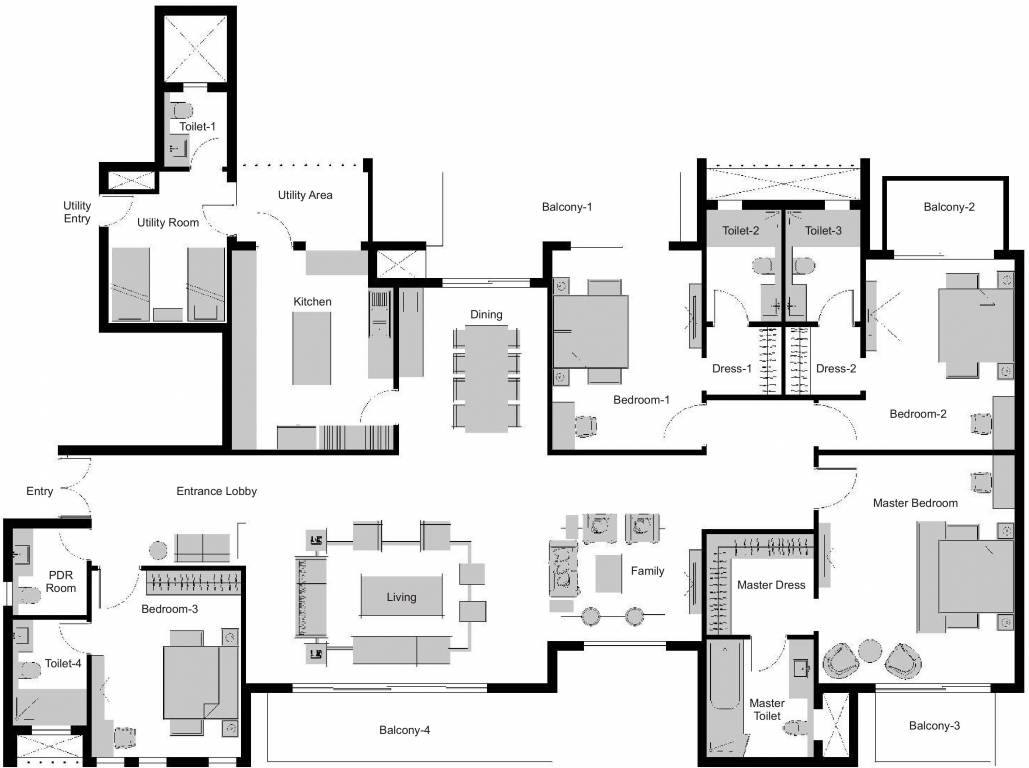 Toilet-1
Utility
Entry
Utility Room
Utility Area
Balcony-1
Toilet-2
Toilet-3
Balcony-2
Kitchen
Dining
Dress-1
Dress-2
Bedroom-1
Bedroom-2
Entry
Entrance Lobby
Master Bedroom
PDR
Room
Bedroom-3
Living
Family
Master Dress
Toilet-4
Master
Toilet
Balcony-4
Balcony-3